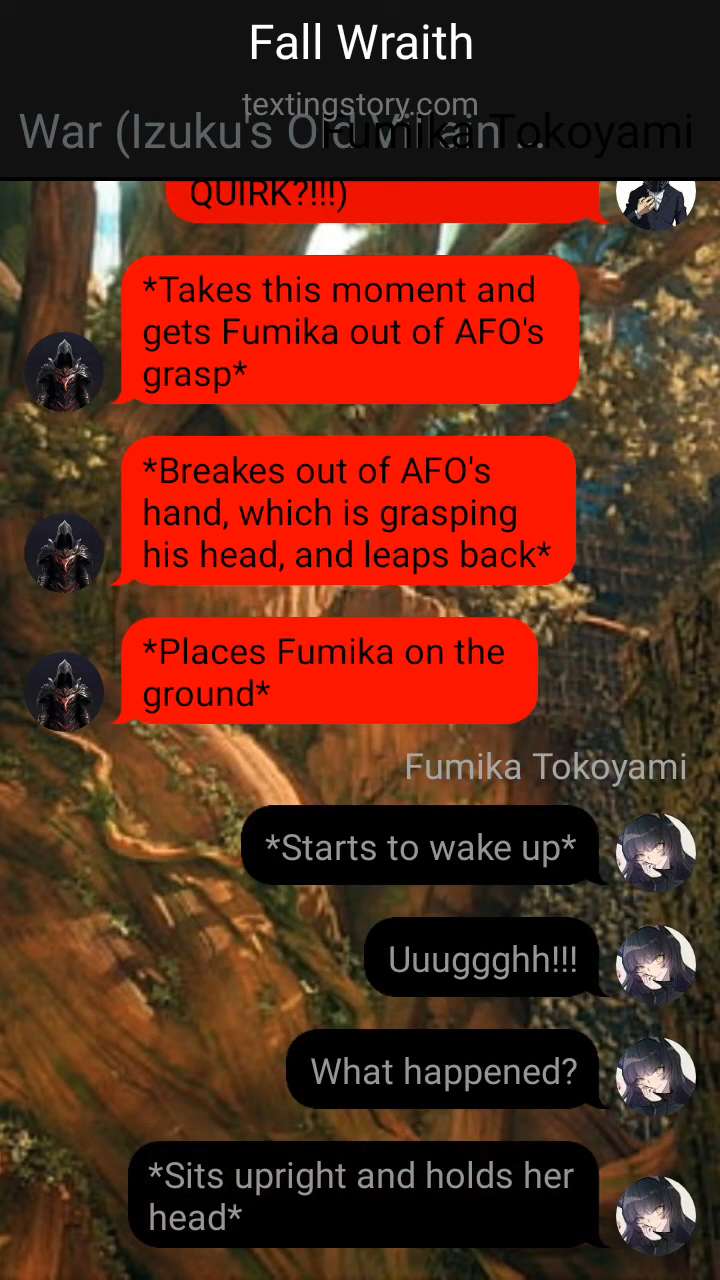 Fall Wraith
textingstory.com
War (Izuku's Old Villain ...
Fumika Tokoyami
QUIRK?!!!)
*Takes this moment and
gets Fumika out of AFO's
grasp*
*Breakes out of AFO's
hand, which is grasping
his head, and leaps back*
*Places Fumika on the
ground*
Fumika Tokoyami
*Starts to wake up*
Uuuggghh!!!
What happened?
*Sits upright and holds her
head*